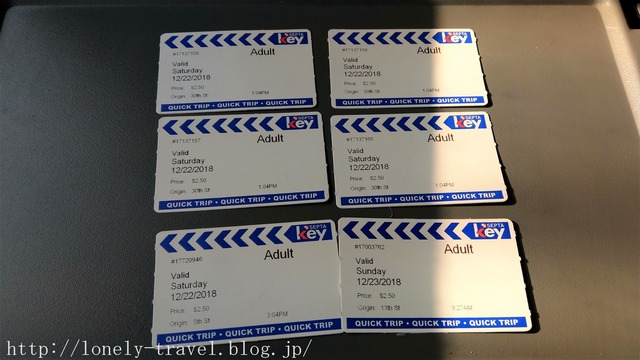 SEPTA
key
Adult
Valid
Saturday
12/22/2018
Price: $2.50
Origin: 30th St
1:04PM
QUICK TRIP • QUICK TRIP • QUICK TRIP
SEPTA
key
Adult
Valid
Saturday
12/22/2018
Price: $2.50
Origin: 30th St
1:04PM
QUICK TRIP • QUICK TRIP • QUICK TRIP
SEPTA
key
#17137167
Adult
Valid
Saturday
12/22/2018
Price: $2.50
Origin: 30th St
1:04PM
QUICK TRIP • QUICK TRIP • QUICK TRIP
SEPTA
key
Adult
Valid
Saturday
12/22/2018
Price: $2.50
Origin: 30th St
1:04PM
QUICK TRIP • QUICK TRIP • QUICK TRIP
SEPTA
key
#17720946
Adult
Valid
Saturday
12/22/2018
Price: $2.50
Origin: 5th St
3:04PM
QUICK TRIP • QUICK TRIP • QUICK TRIP
SEPTA
key
#17003762
Adult
Valid
Sunday
12/23/2018
Price: $2.50
Origin: 13th St
QUICK TRIP • QUICK TRIP • QUICK TRIP
http://lonely-travel.blog.jp/